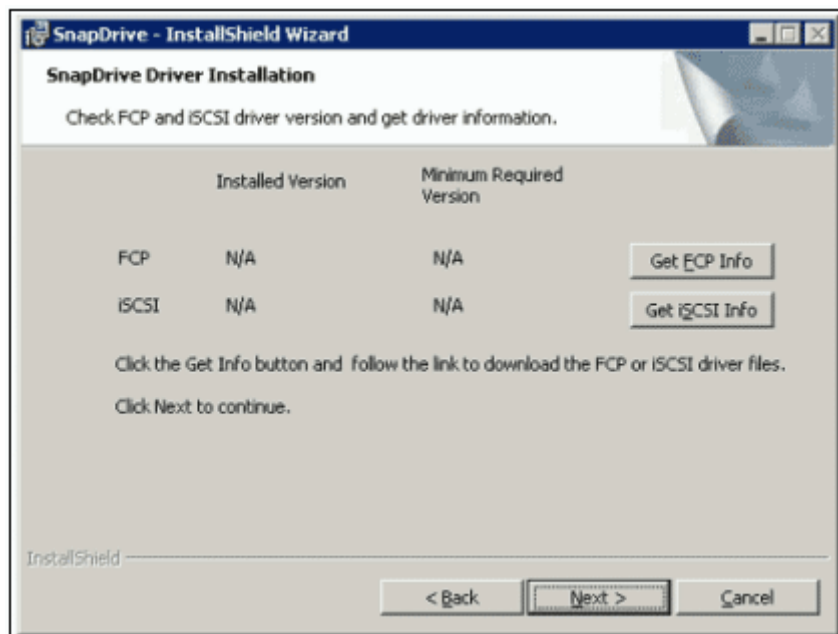 SnapDrive - InstallShield Wizard
SnapDrive Driver Installation
Check FCP and iSCSI driver version and get driver information.
Installed Version
Minimum Required
Version
FCP N/A N/A Get FCP Info
iSCSI N/A N/A Get iSCSI Info
Click the Get Info button and follow the link to download the FCP or iSCSI driver files.
Click Next to continue.
InstallShield
< Back Next > Cancel